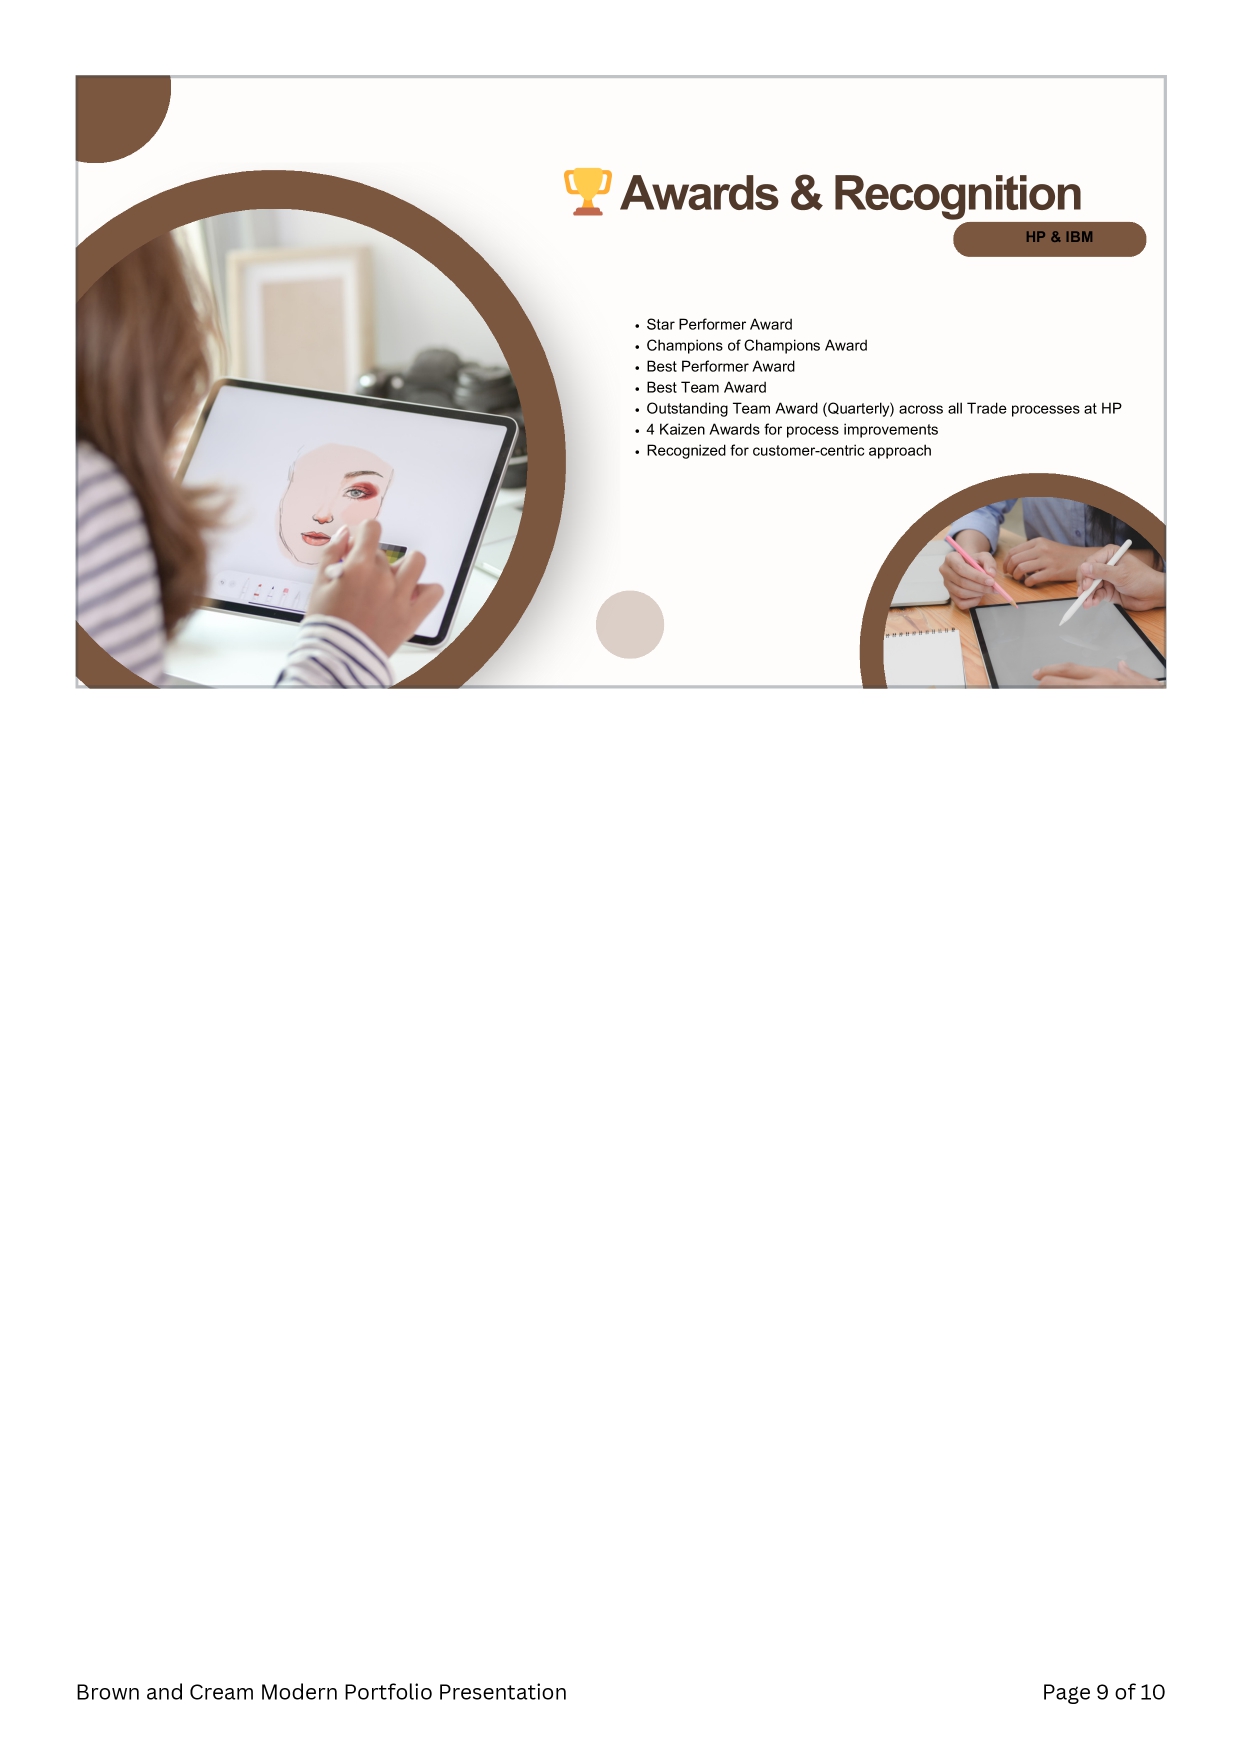 🏆 Awards & Recognition
HP & IBM
• Star Performer Award
• Champions of Champions Award
• Best Performer Award
• Best Team Award
• Outstanding Team Award (Quarterly) across all Trade processes at HP
• 4 Kaizen Awards for process improvements
• Recognized for customer-centric approach
Brown and Cream Modern Portfolio Presentation
Page 9 of 10